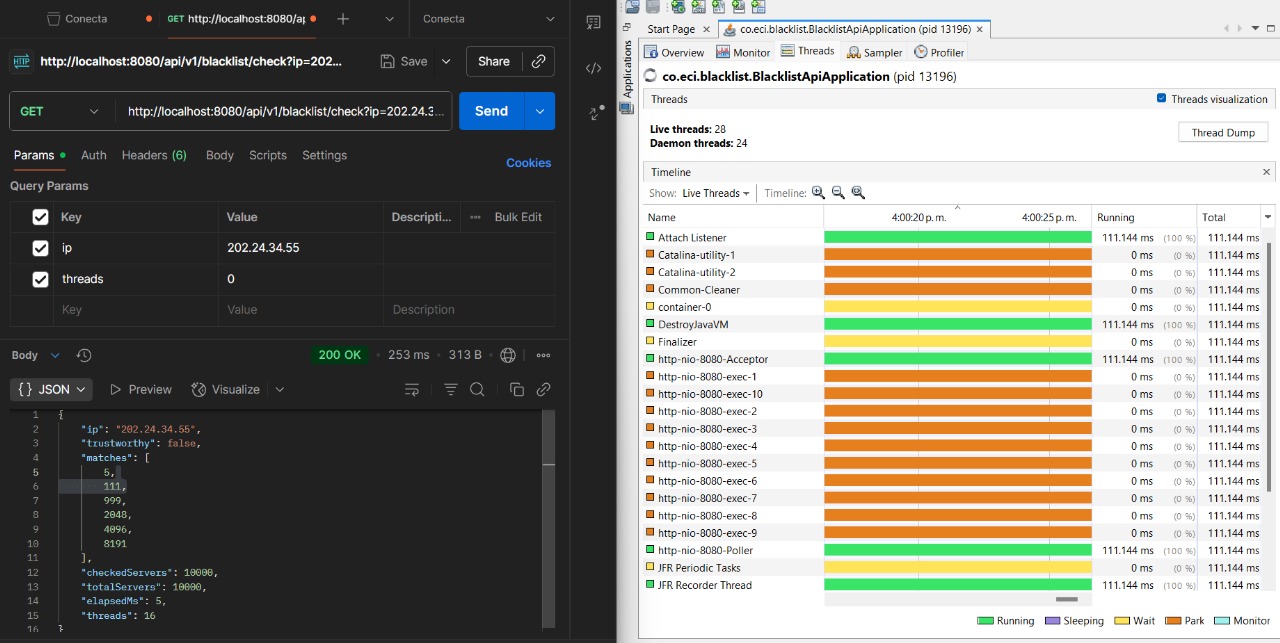 Conecta
GET http://localhost:8080/ap
Conecta
HTTP http://localhost:8080/api/v1/blacklist/check?ip=202...
Save
Share
GET
http://localhost:8080/api/v1/blacklist/check?ip=202.24.3...
Send
Params
Auth
Headers (6)
Body
Scripts
Settings
Cookies
Query Params
Key
Value
Descripti...
Bulk Edit
ip
202.24.34.55
threads
0
Key
Value
Description
Body
200 OK
253 ms
313 B
{} JSON
Preview
Visualize
1 {
2 "ip": "202.24.34.55",
3 "trustworthy": false,
4 "matches": [
5 5,
6 111,
7 999,
8 2048,
9 4096,
10 8191
11 ],
12 "checkedServers": 10000,
13 "totalServers": 10000,
14 "elapsedMs": 5,
15 "threads": 16
16 }
Applications
Start Page
co.eci.blacklist.BlacklistApiApplication (pid 13196)
Overview
Monitor
Threads
Sampler
Profiler
co.eci.blacklist.BlacklistApiApplication (pid 13196)
Threads
Threads visualization
Live threads: 28
Daemon threads: 24
Thread Dump
Timeline
Show: Live Threads
Timeline:
Name 4:00:20 p. m. 4:00:25 p. m. Running Total
Attach Listener 111.144 ms (100 %) 111.144 ms
Catalina-utility-1 0 ms (0 %) 111.144 ms
Catalina-utility-2 0 ms (0 %) 111.144 ms
Common-Cleaner 0 ms (0 %) 111.144 ms
container-0 0 ms (0 %) 111.144 ms
DestroyJavaVM 111.144 ms (100 %) 111.144 ms
Finalizer 0 ms (0 %) 111.144 ms
http-nio-8080-Acceptor 111.144 ms (100 %) 111.144 ms
http-nio-8080-exec-1 0 ms (0 %) 111.144 ms
http-nio-8080-exec-10 0 ms (0 %) 111.144 ms
http-nio-8080-exec-2 0 ms (0 %) 111.144 ms
http-nio-8080-exec-3 0 ms (0 %) 111.144 ms
http-nio-8080-exec-4 0 ms (0 %) 111.144 ms
http-nio-8080-exec-5 0 ms (0 %) 111.144 ms
http-nio-8080-exec-6 0 ms (0 %) 111.144 ms
http-nio-8080-exec-7 0 ms (0 %) 111.144 ms
http-nio-8080-exec-8 0 ms (0 %) 111.144 ms
http-nio-8080-exec-9 0 ms (0 %) 111.144 ms
http-nio-8080-Poller 111.144 ms (100 %) 111.144 ms
JFR Periodic Tasks 0 ms (0 %) 111.144 ms
JFR Recorder Thread 111.144 ms (100 %) 111.144 ms
Running
Sleeping
Wait
Park
Monitor